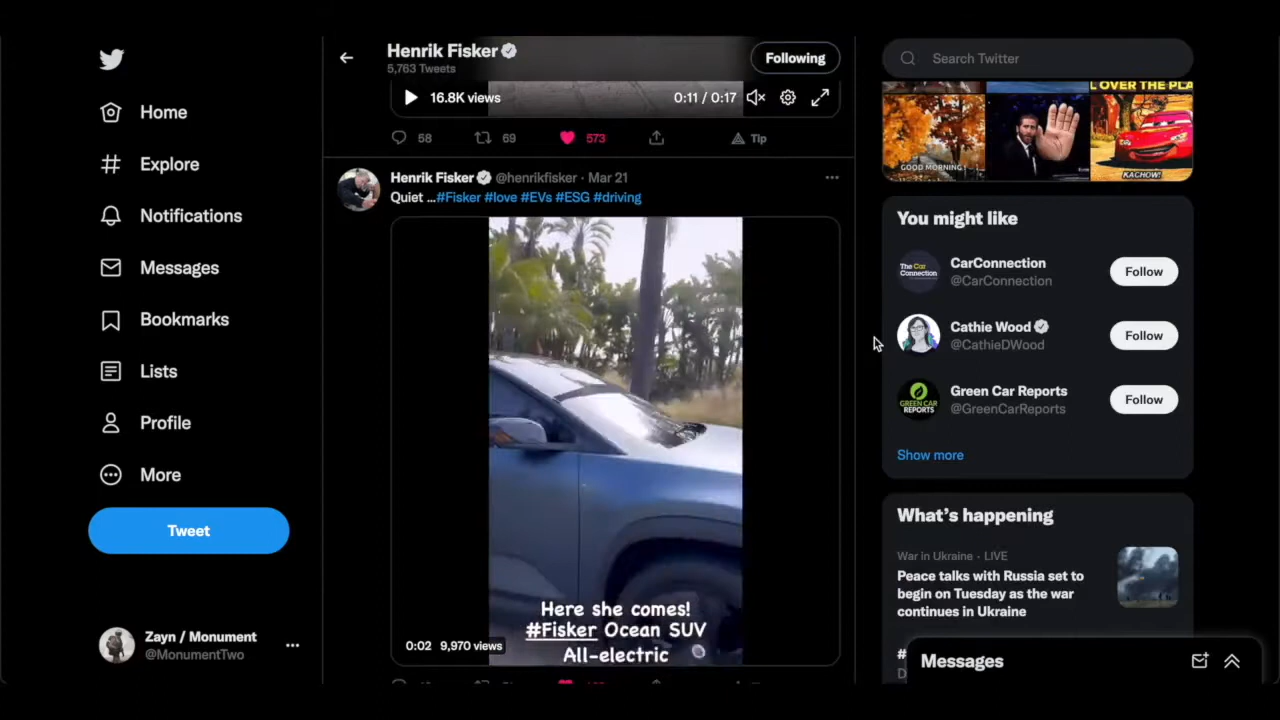 Home
Explore
Notifications
Messages
Bookmarks
Lists
Profile
More
Tweet
Zayn / Monument
@MonumentTwo
Henrik Fisker
5,763 Tweets
Following
16.8K views
0:11 / 0:17
58
69
573
Tip
Henrik Fisker @henrikfisker · Mar 21
Quiet ...#Fisker #love #EVs #ESG #driving
Here she comes!
#Fisker Ocean SUV
All-electric
0:02 9,970 views
Search Twitter
GOOD MORNING
KACHOW!
You might like
The Car
Connection
CarConnection
@CarConnection
Follow
Cathie Wood
@CathieDWood
Follow
GREEN CAR
REPORTS
Green Car Reports
@GreenCarReports
Follow
Show more
What's happening
War in Ukraine · LIVE
Peace talks with Russia set to
begin on Tuesday as the war
continues in Ukraine
Messages